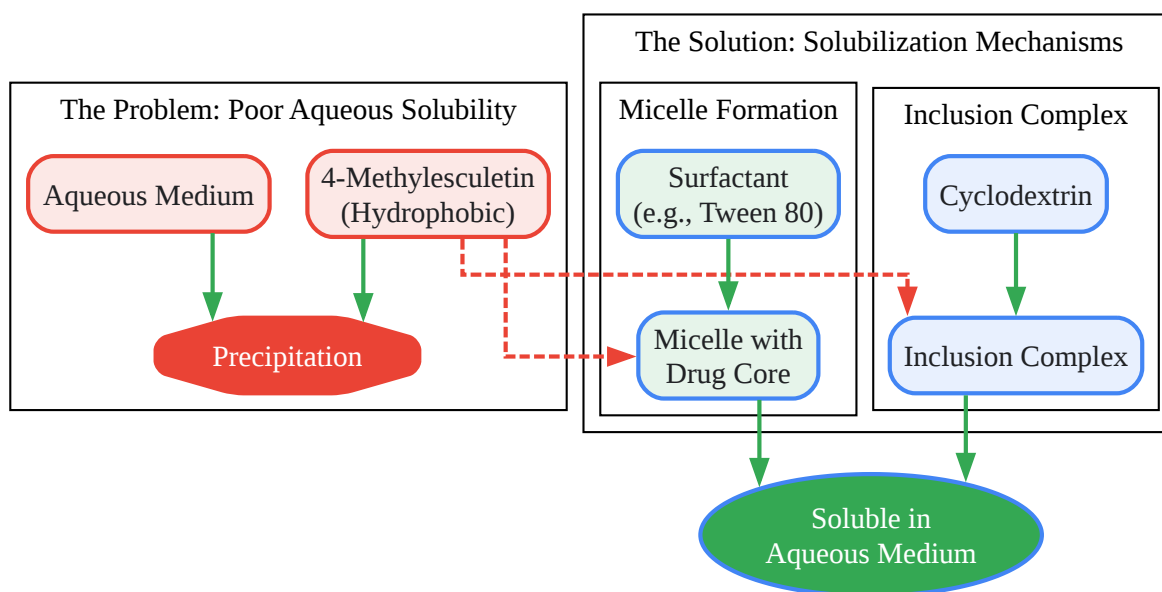 The Solution: Solubilization Mechanisms
The Problem: Poor Aqueous Solubility
Micelle Formation
Inclusion Complex
Aqueous Medium
4-Methylesculetin
(Hydrophobic)
Surfactant
(e.g., Tween 80)
Cyclodextrin
Precipitation
Micelle with
Drug Core
Inclusion Complex
Soluble in
Aqueous Medium